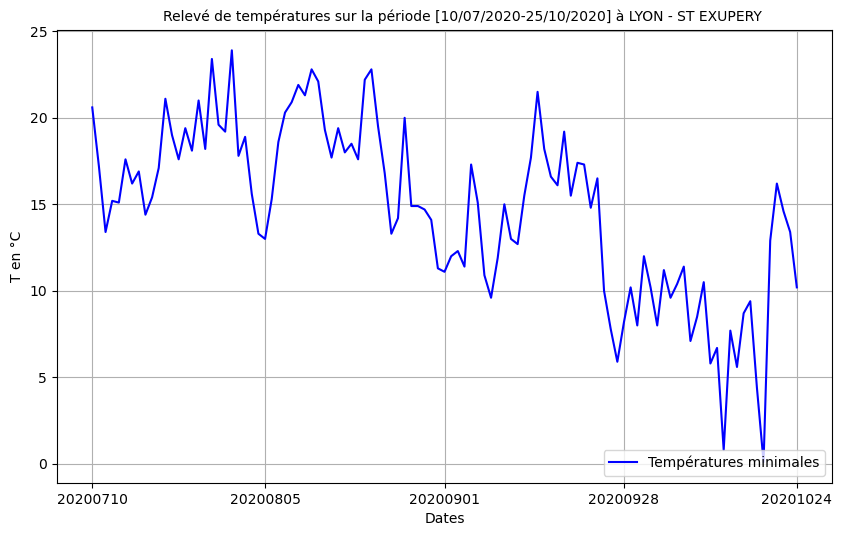 Relevé de températures sur la période [10/07/2020-25/10/2020] à LYON - ST EXUPERY
25
20
15
10
5
0
T en °C
Températures minimales
20200710 20200805 20200901 20200928 20201024
Dates